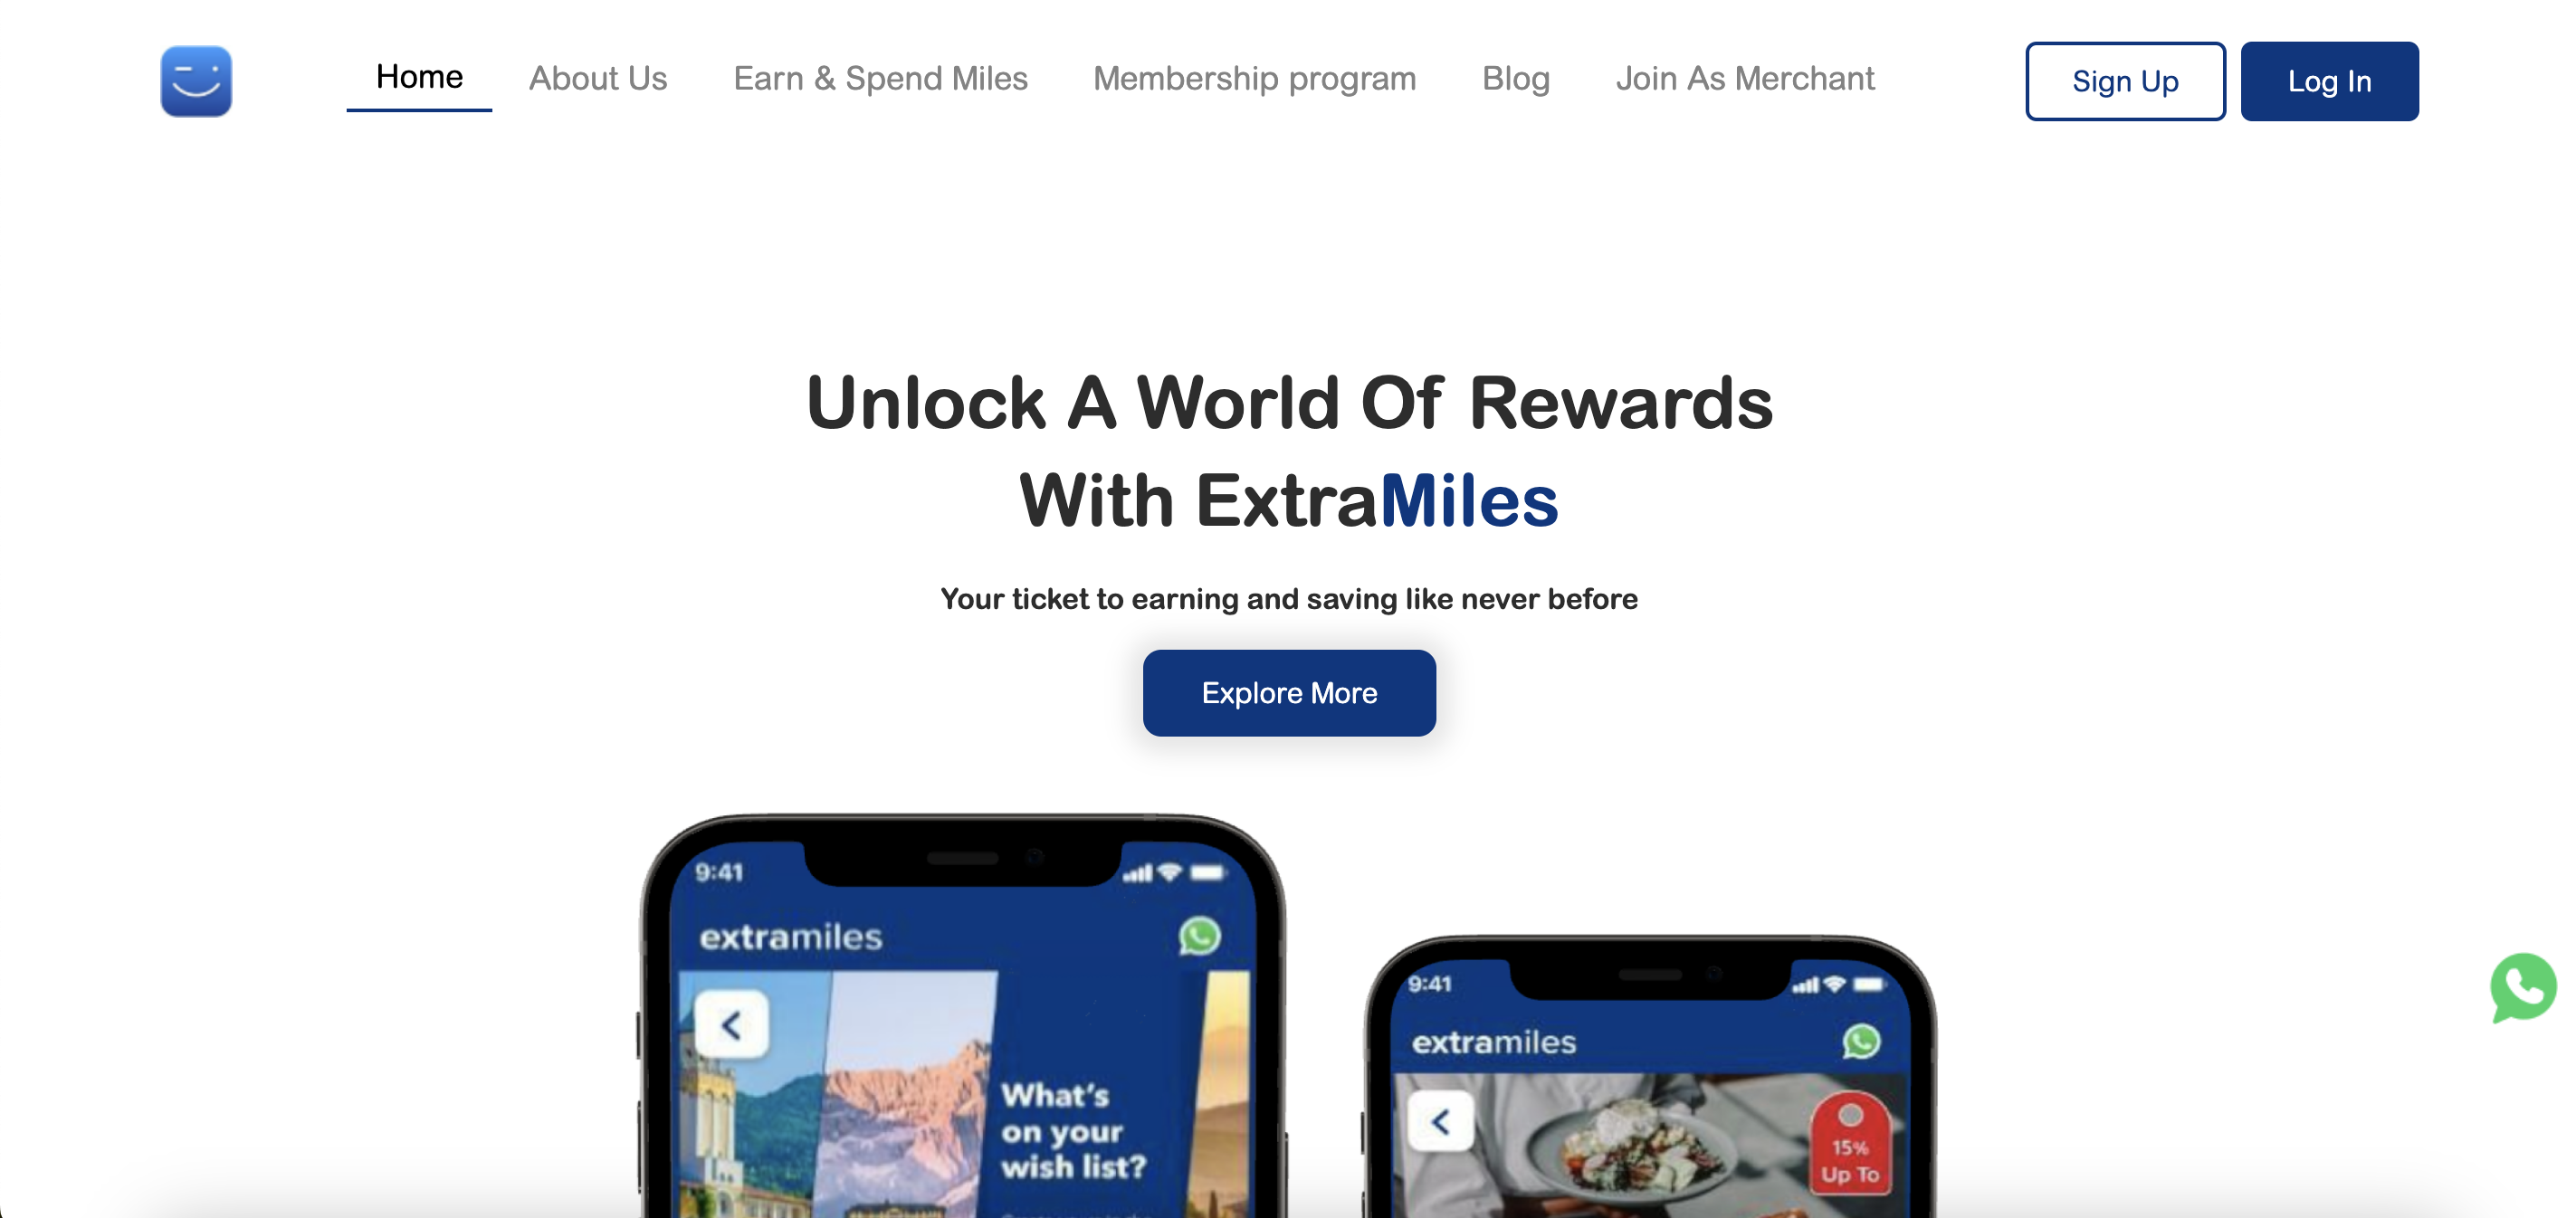 Home About Us Earn & Spend Miles Membership program Blog Join As Merchant Sign Up Log In
Unlock A World Of Rewards
With ExtraMiles
Your ticket to earning and saving like never before
Explore More
9:41
extramiles
What's
on your
wish list?
9:41
extramiles
15%
Up To